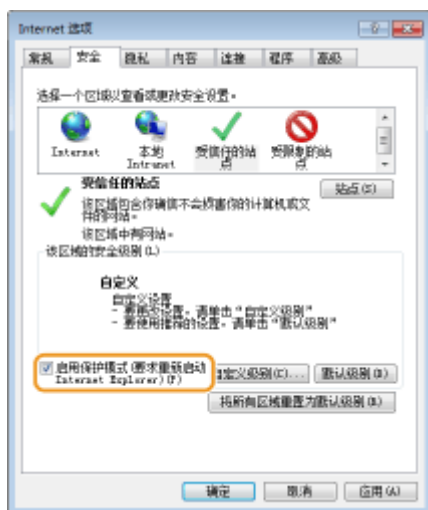 Internet 选项
常规 安全 隐私 内容 连接 程序 高级
选择一个区域以查看或更改安全设置。
Internet 本地 Intranet 受信任的站点 受限制的站点
受信任的站点
站点(S)
该区域包含你确信不会损害你的计算机或文件的网站。
该区域中有网站。
该区域的安全级别(L)
自定义
自定义设置
- 要更改设置，请单击“自定义级别”
- 要使用推荐的设置，请单击“默认级别”
启用保护模式(要求重新启动
Internet Explorer)(P)
自定义级别(C)... 默认级别(D)
将所有区域重置为默认级别(R)
确定 取消 应用(A)